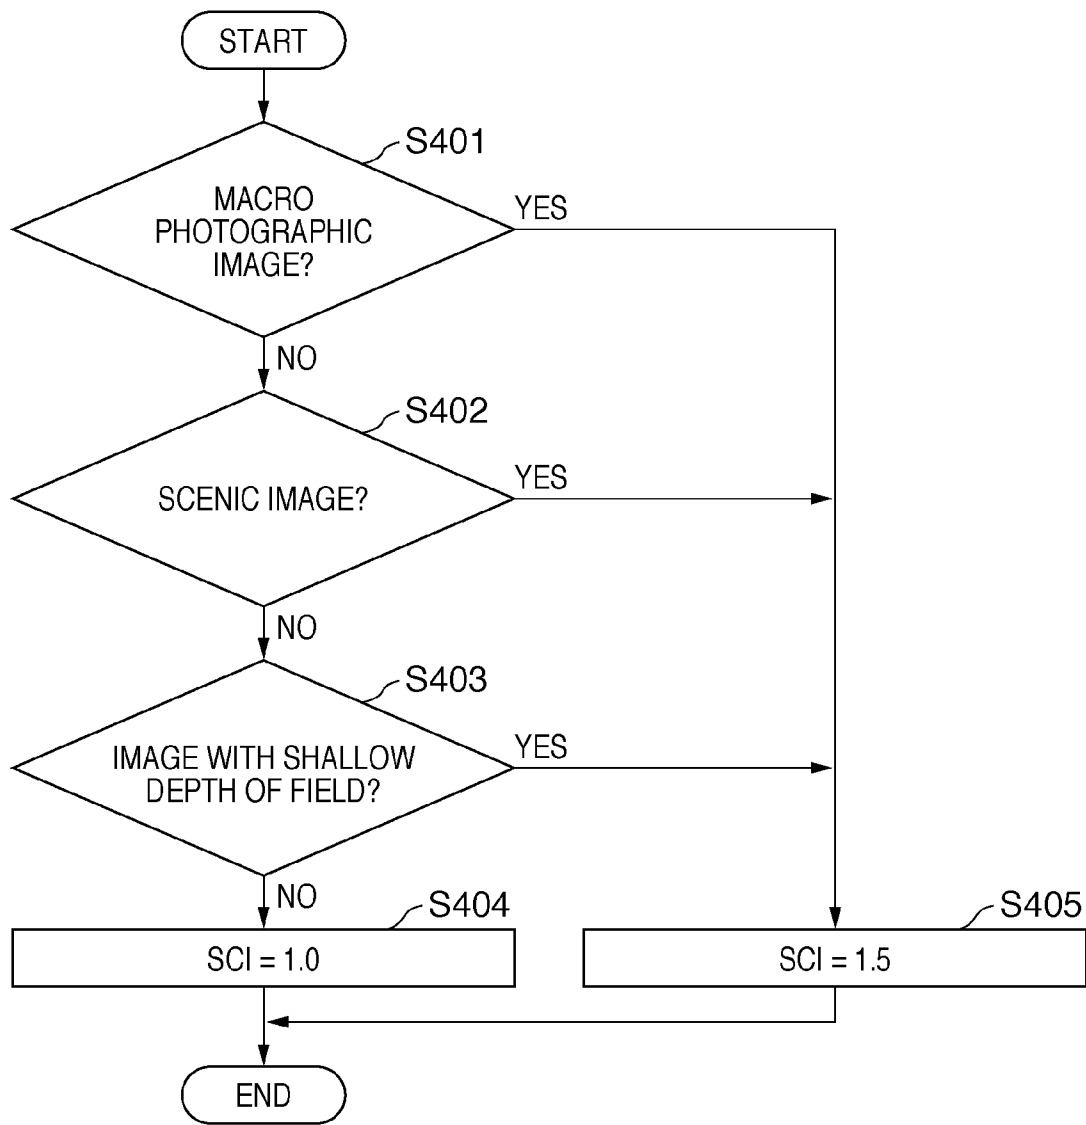 START
S401
MACRO
PHOTOGRAPHIC
IMAGE?
YES
NO
S402
SCENIC IMAGE?
YES
NO
S403
IMAGE WITH SHALLOW
DEPTH OF FIELD?
YES
NO
S404
SCI = 1.0
S405
SCI = 1.5
END